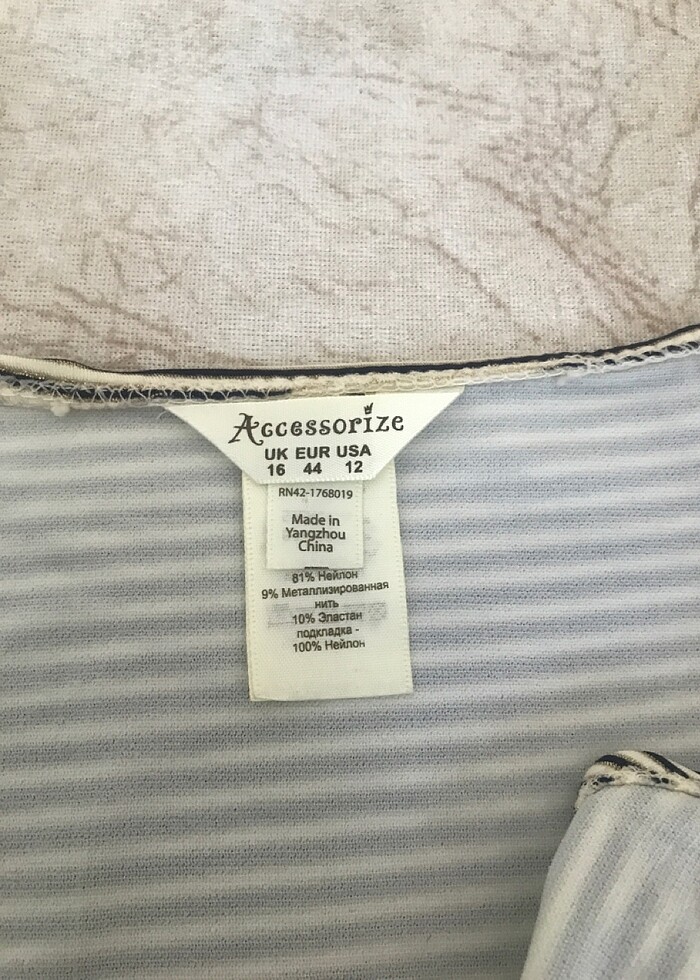 Accessorize
UK EUR USA
16 44 12
RN42-1768019
Made in
Yangzhou
China
81% Нейлон
9% Металлизированная
нить
10% Эластан
подкладка -
100% Нейлон